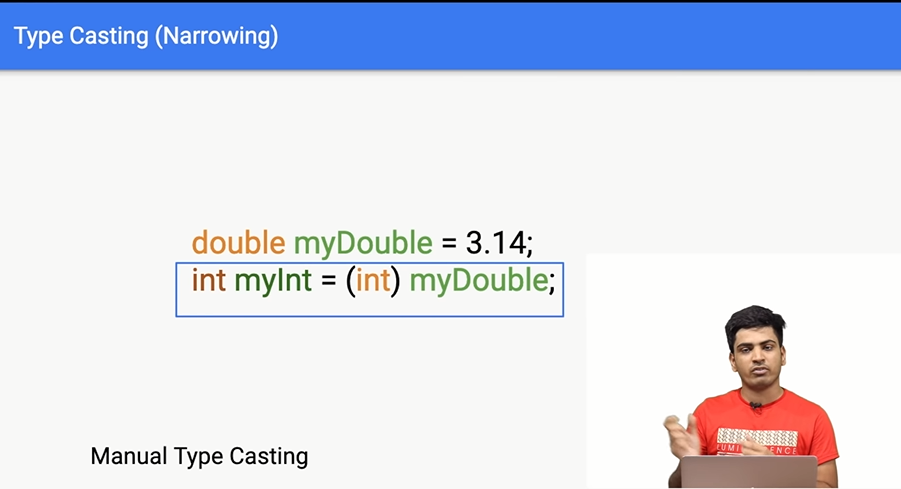 Type Casting (Narrowing)
double myDouble = 3.14;
int myInt = (int) myDouble;
Manual Type Casting